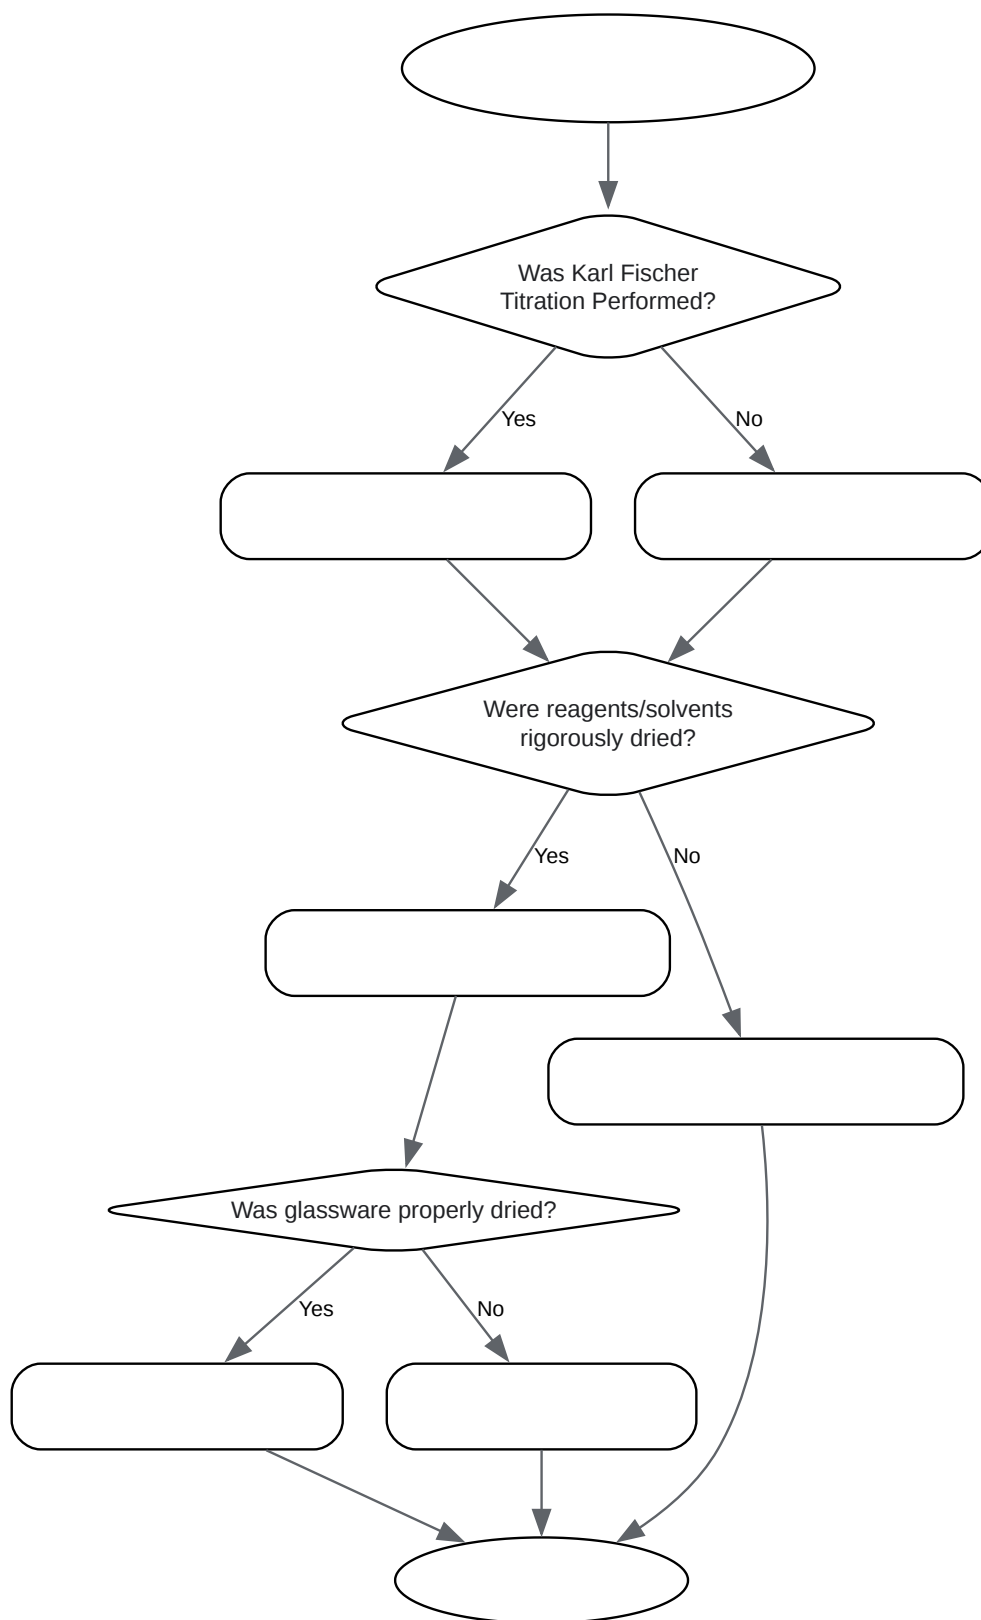 Was Karl Fischer
Titration Performed?
Yes
No
Were reagents/solvents
rigorously dried?
Yes
No
Was glassware properly dried?
Yes
No